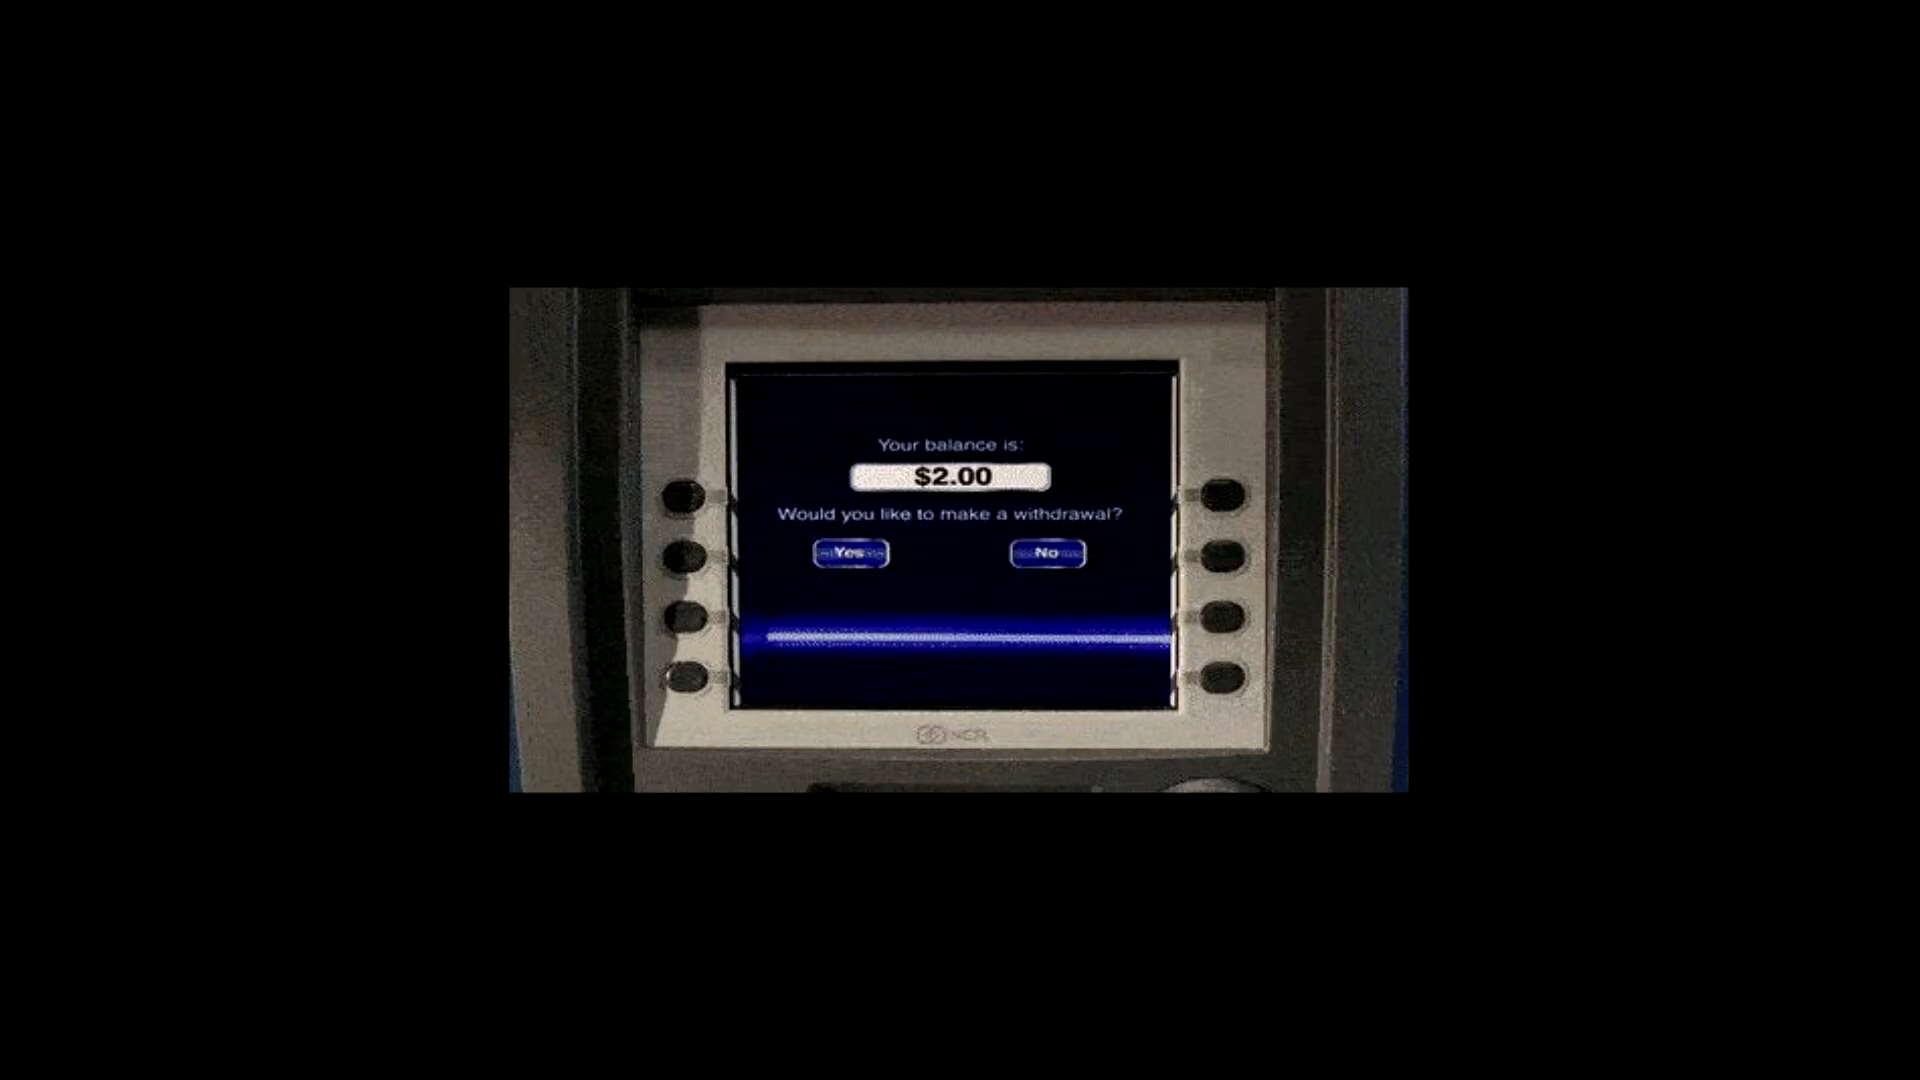 Your balance is:
$2.00
Would you like to make a withdrawal?
Yes No
NCR